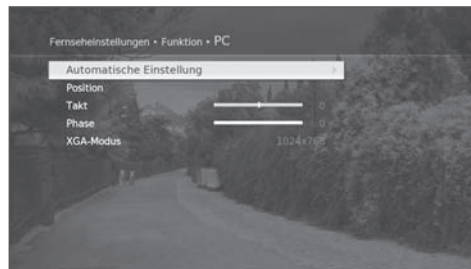 Fernseheinstellungen • Funktion • PC
Automatische Einstellung
Position
Takt 0
Phase 0
XGA-Modus 1024x768